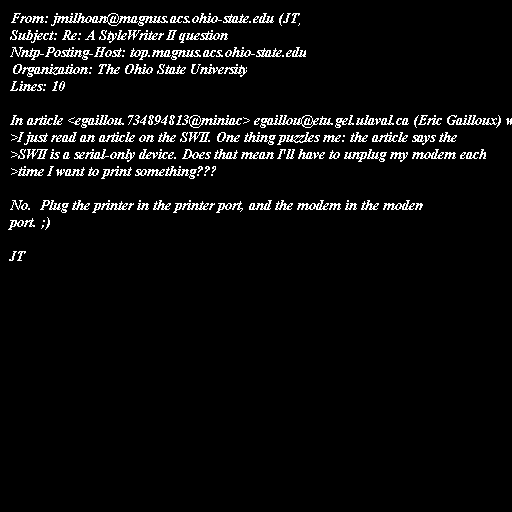 From: jmilhoan@magnus.acs.ohio-state.edu (JT)
Subject: Re: A StyleWriter II question
Nntp-Posting-Host: top.magnus.acs.ohio-state.edu
Organization: The Ohio State University
Lines: 10

In article <egaillou.734894813@miniac> egaillou@etu.gel.ulaval.ca (Eric Gailloux) w
>I just read an article on the SWII. One thing puzzles me: the article says the
>SWII is a serial-only device. Does that mean I'll have to unplug my modem each
>time I want to print something???

No.  Plug the printer in the printer port, and the modem in the modem
port. ;)

JT